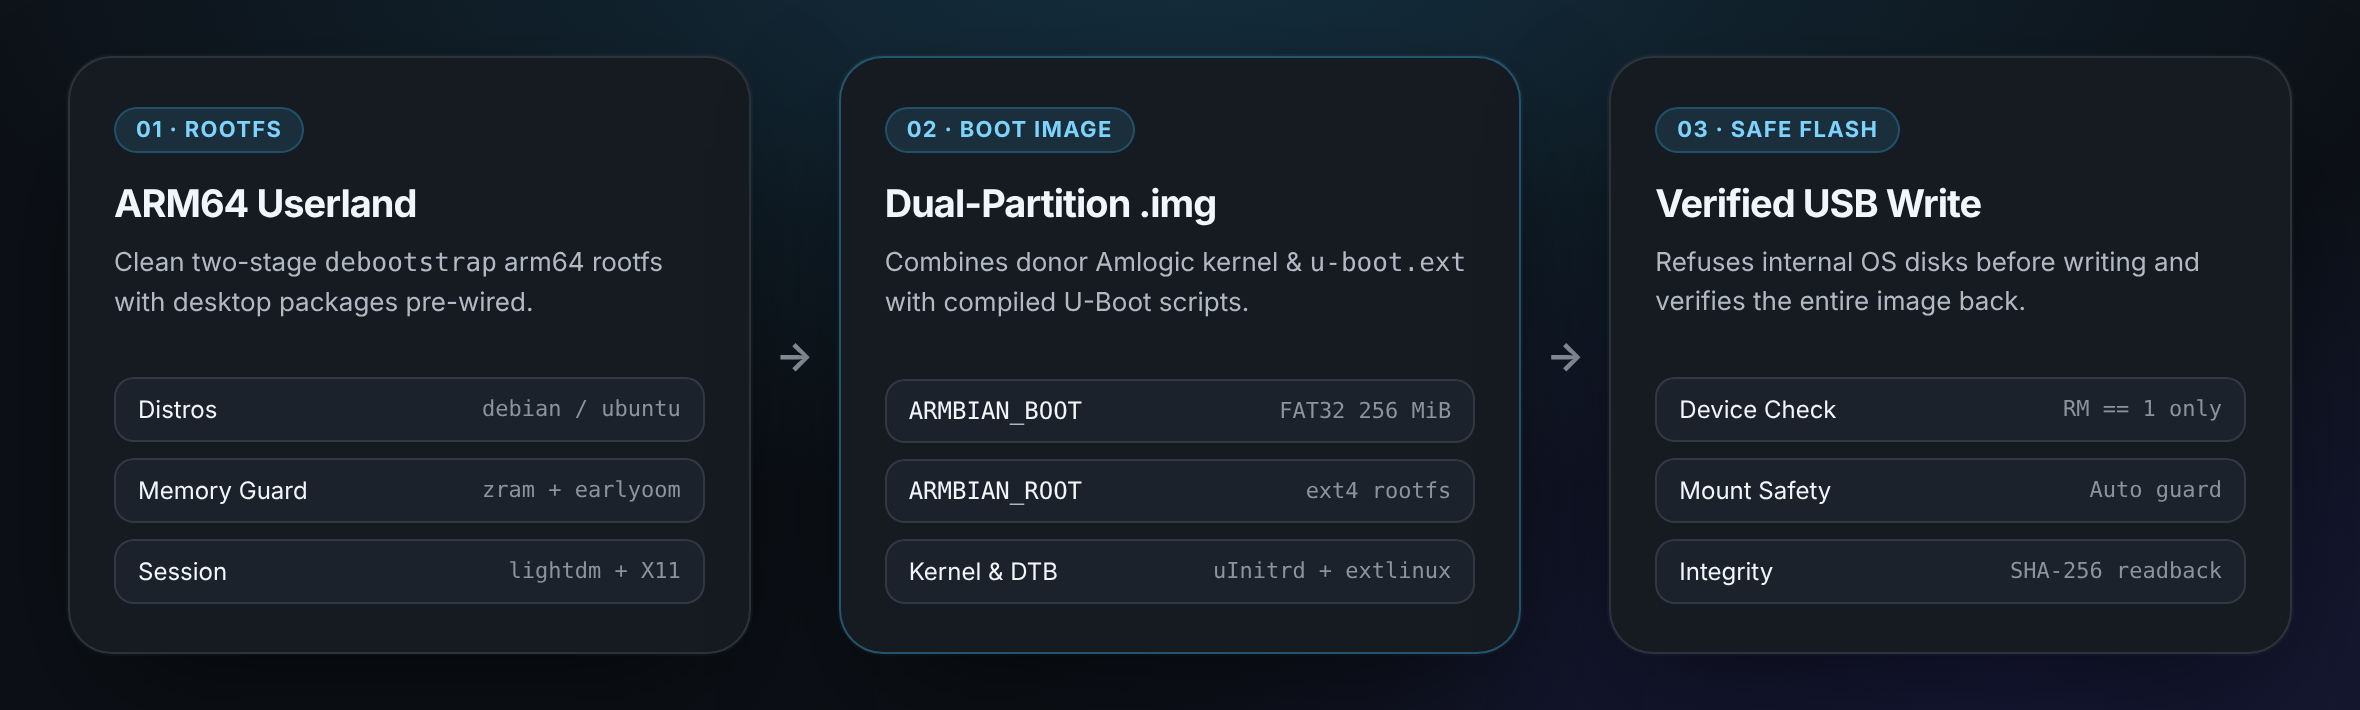 01 · ROOTFS
ARM64 Userland
Clean two-stage debootstrap arm64 rootfs
with desktop packages pre-wired.
Distros debian / ubuntu
Memory Guard zram + earlyoom
Session lightdm + X11
→
02 · BOOT IMAGE
Dual-Partition .img
Combines donor Amlogic kernel & u-boot.ext
with compiled U-Boot scripts.
ARMBIAN_BOOT FAT32 256 MiB
ARMBIAN_ROOT ext4 rootfs
Kernel & DTB uInitrd + extlinux
→
03 · SAFE FLASH
Verified USB Write
Refuses internal OS disks before writing and
verifies the entire image back.
Device Check RM == 1 only
Mount Safety Auto guard
Integrity SHA-256 readback